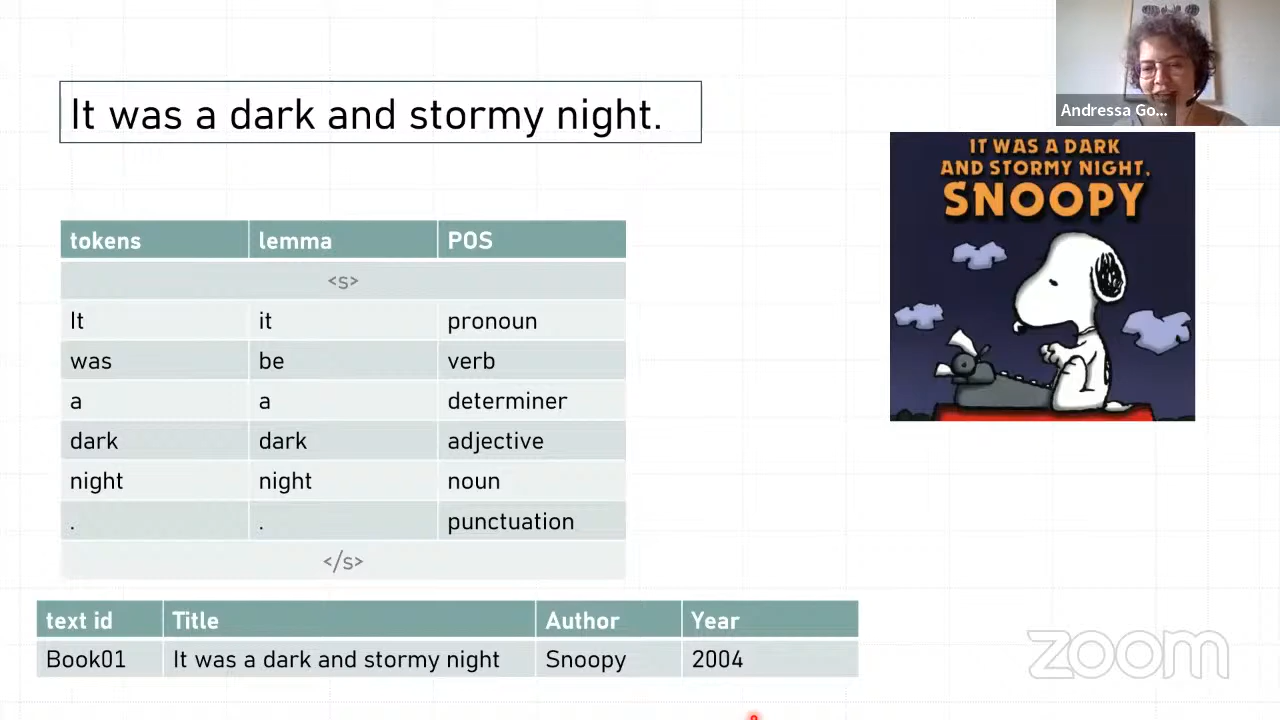 It was a dark and stormy night.
Andressa Go...
IT WAS A DARK
AND STORMY NIGHT,
SNOOPY
tokens lemma POS
<s>
It it pronoun
was be verb
a a determiner
dark dark adjective
night night noun
. . punctuation
</s>
text id Title Author Year
Book01 It was a dark and stormy night Snoopy 2004
zoom